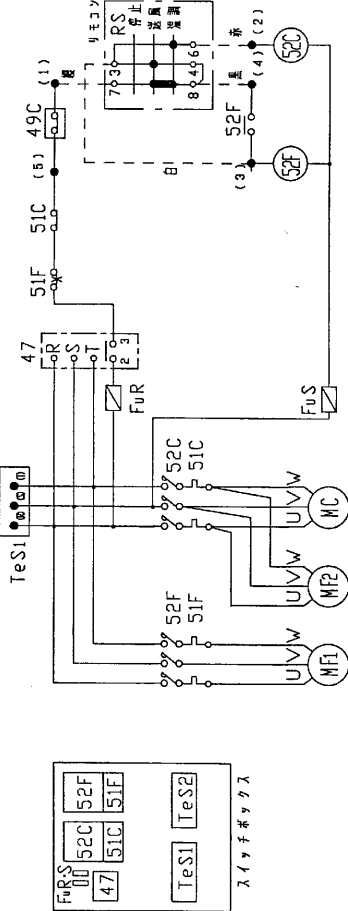 スイッチボックス
FuR·S
47
52C
51C
52F
51F
TeS1
TeS2
TeS1
47
R
S
T
2
3
FuR
51F
51C
(5)
49C
(1)
リモコン
RS
停止
送風
7
3
8
4
6
赤
(2)
黒
(4)
52C
52F
白
(3)
52F
FuS
52F
51F
52C
51C
U
V
W
MF1
U
V
W
MF2
MC